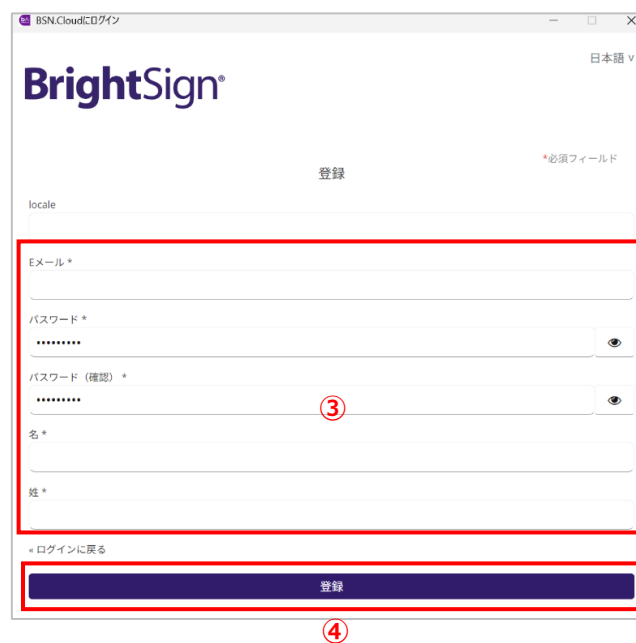 BSN.Cloudにログイン
日本語 ∨
BrightSign®
*必須フィールド
登録
locale
Eメール *
パスワード *
•••••••••
パスワード（確認） *
•••••••••
③
名 *
姓 *
« ログインに戻る
登録
④